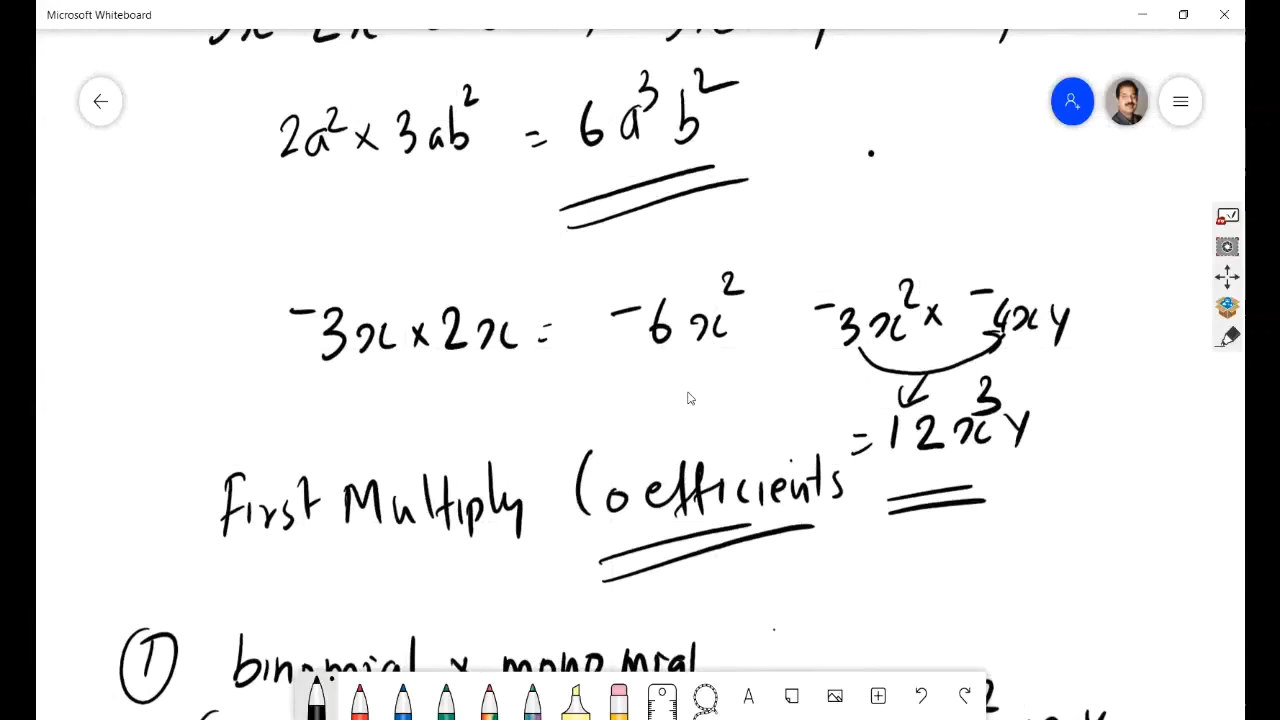 Microsoft Whiteboard
2a² × 3ab² = 6a³b²
⁻3x × 2x = ⁻6x²
⁻3x² × ⁻4xy
= 12x³y
First Multiply Coefficients
① binomial × monomial